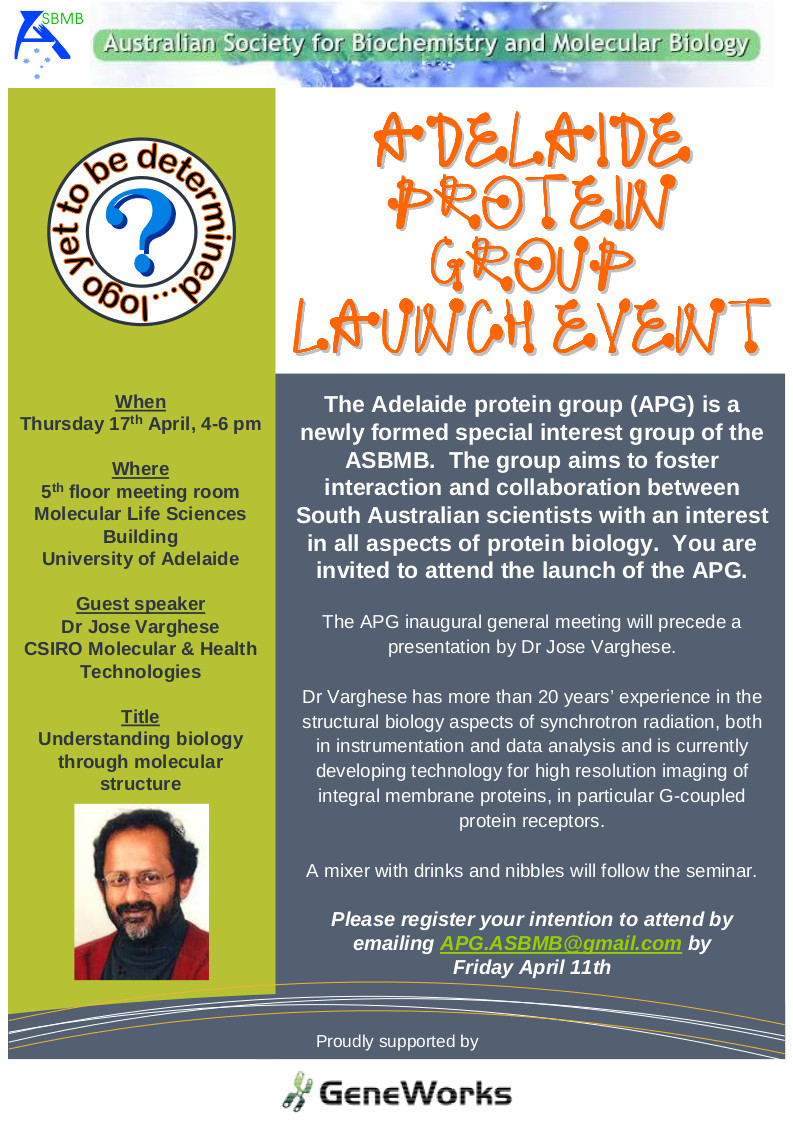 SBMB
Australian Society for Biochemistry and Molecular Biology
logo yet to be determined...
ADELAIDE
PROTEIN
GROUP
LAUNCH EVENT
When
Thursday 17th April, 4-6 pm
Where
5th floor meeting room
Molecular Life Sciences
Building
University of Adelaide
Guest speaker
Dr Jose Varghese
CSIRO Molecular & Health
Technologies
Title
Understanding biology
through molecular
structure
The Adelaide protein group (APG) is a
newly formed special interest group of the
ASBMB.  The group aims to foster
interaction and collaboration between
South Australian scientists with an interest
in all aspects of protein biology.  You are
invited to attend the launch of the APG.
The APG inaugural general meeting will precede a
presentation by Dr Jose Varghese.
Dr Varghese has more than 20 years’ experience in the
structural biology aspects of synchrotron radiation, both
in instrumentation and data analysis and is currently
developing technology for high resolution imaging of
integral membrane proteins, in particular G-coupled
protein receptors.
A mixer with drinks and nibbles will follow the seminar.
Please register your intention to attend by
emailing APG.ASBMB@gmail.com by
Friday April 11th
Proudly supported by
GeneWorks